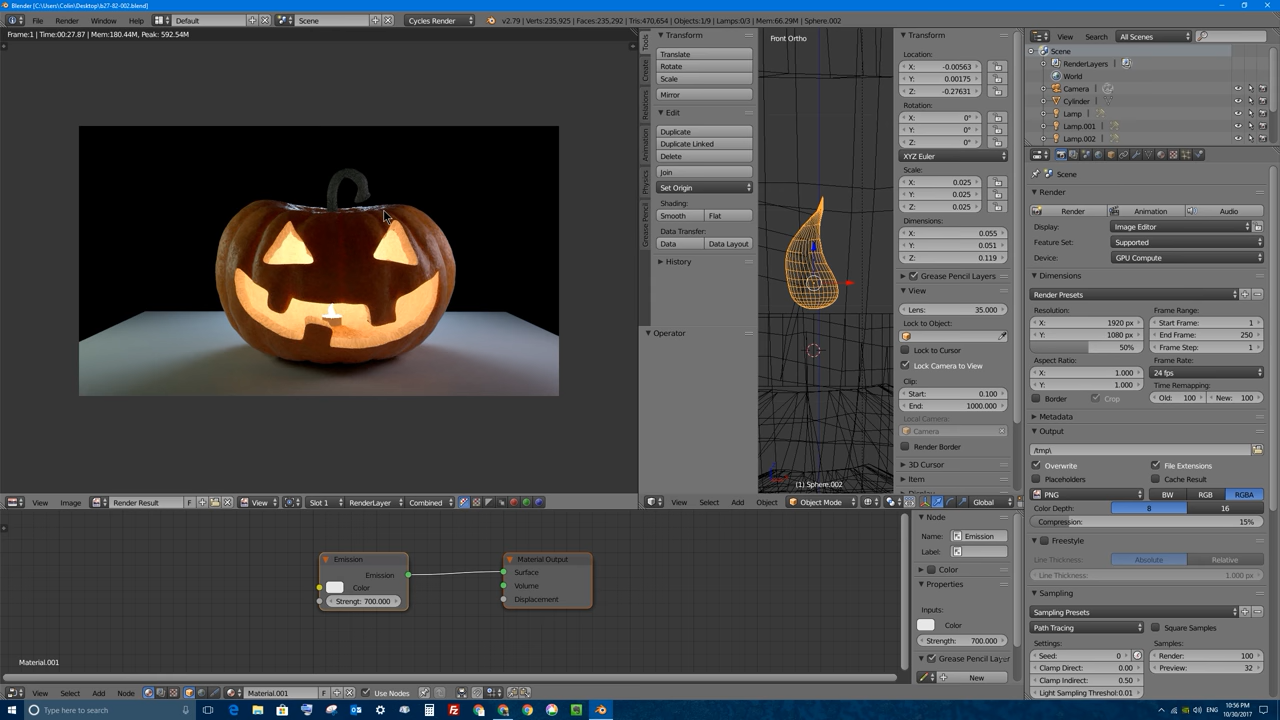 Blender [C:\Users\Colin\Desktop\b27-82-002.blend]
File
Render
Window
Help
Default
Scene
Cycles Render
v2.79 | Verts:235,925 | Faces:235,292 | Tris:470,654 | Objects:1/9 | Lamps:0/3 | Mem:66.29M | Sphere.002
Frame:1 | Time:00:27.87 | Mem:180.44M, Peak: 592.54M
Tools
Create
Relations
Animation
Physics
Grease Pencil
Transform
Translate
Rotate
Scale
Mirror
Edit
Duplicate
Duplicate Linked
Delete
Join
Set Origin
Shading:
Smooth
Flat
Data Transfer:
Data
Data Layout
History
Operator
Front Ortho
(1) Sphere.002
Transform
Location:
X: -0.00563
Y: 0.00175
Z: -0.27631
Rotation:
X: 0°
Y: 0°
Z: 0°
XYZ Euler
Scale:
X: 0.025
Y: 0.025
Z: 0.025
Dimensions:
X: 0.055
Y: 0.051
Z: 0.119
Grease Pencil Layers
View
Lens: 35.000
Lock to Object:
Lock to Cursor
Lock Camera to View
Clip:
Start: 0.100
End: 1000.000
Local Camera:
Camera
Render Border
3D Cursor
Item
View
Search
All Scenes
Scene
RenderLayers
World
Camera
Cylinder
Lamp
Lamp.001
Lamp.002
Scene
Render
Render
Animation
Audio
Display:
Image Editor
Feature Set:
Supported
Device:
GPU Compute
Dimensions
Render Presets
Resolution:
Frame Range:
X: 1920 px
Start Frame: 1
Y: 1080 px
End Frame: 250
50%
Frame Step: 1
Aspect Ratio:
Frame Rate:
X: 1.000
24 fps
Y: 1.000
Time Remapping:
Border
Crop
Old: 100
New: 100
Metadata
Output
/tmp\
Overwrite
File Extensions
Placeholders
Cache Result
PNG
BW
RGB
RGBA
Color Depth:
8
16
Compression:
15%
Freestyle
Line Thickness:
Absolute
Relative
Line Thickness:
1.000 px
Sampling
Sampling Presets
Path Tracing
Square Samples
Settings:
Samples:
Seed: 0
Render: 100
Clamp Direct: 0.00
Preview: 32
Clamp Indirect: 0.50
Light Sampling Threshol:0.01
View
Image
Render Result
F
View
Slot 1
RenderLayer
Combined
View
Select
Add
Object
Object Mode
Global
Emission
Emission
Color
Strengt: 700.000
Material Output
Surface
Volume
Displacement
Material.001
Node
Name:
Emission
Label:
Color
Properties
Inputs:
Color
Strength: 700.000
Grease Pencil Layer
New
View
Select
Add
Node
Material.001
F
Use Nodes
Type here to search
ENG
10:56 PM
10/30/2017